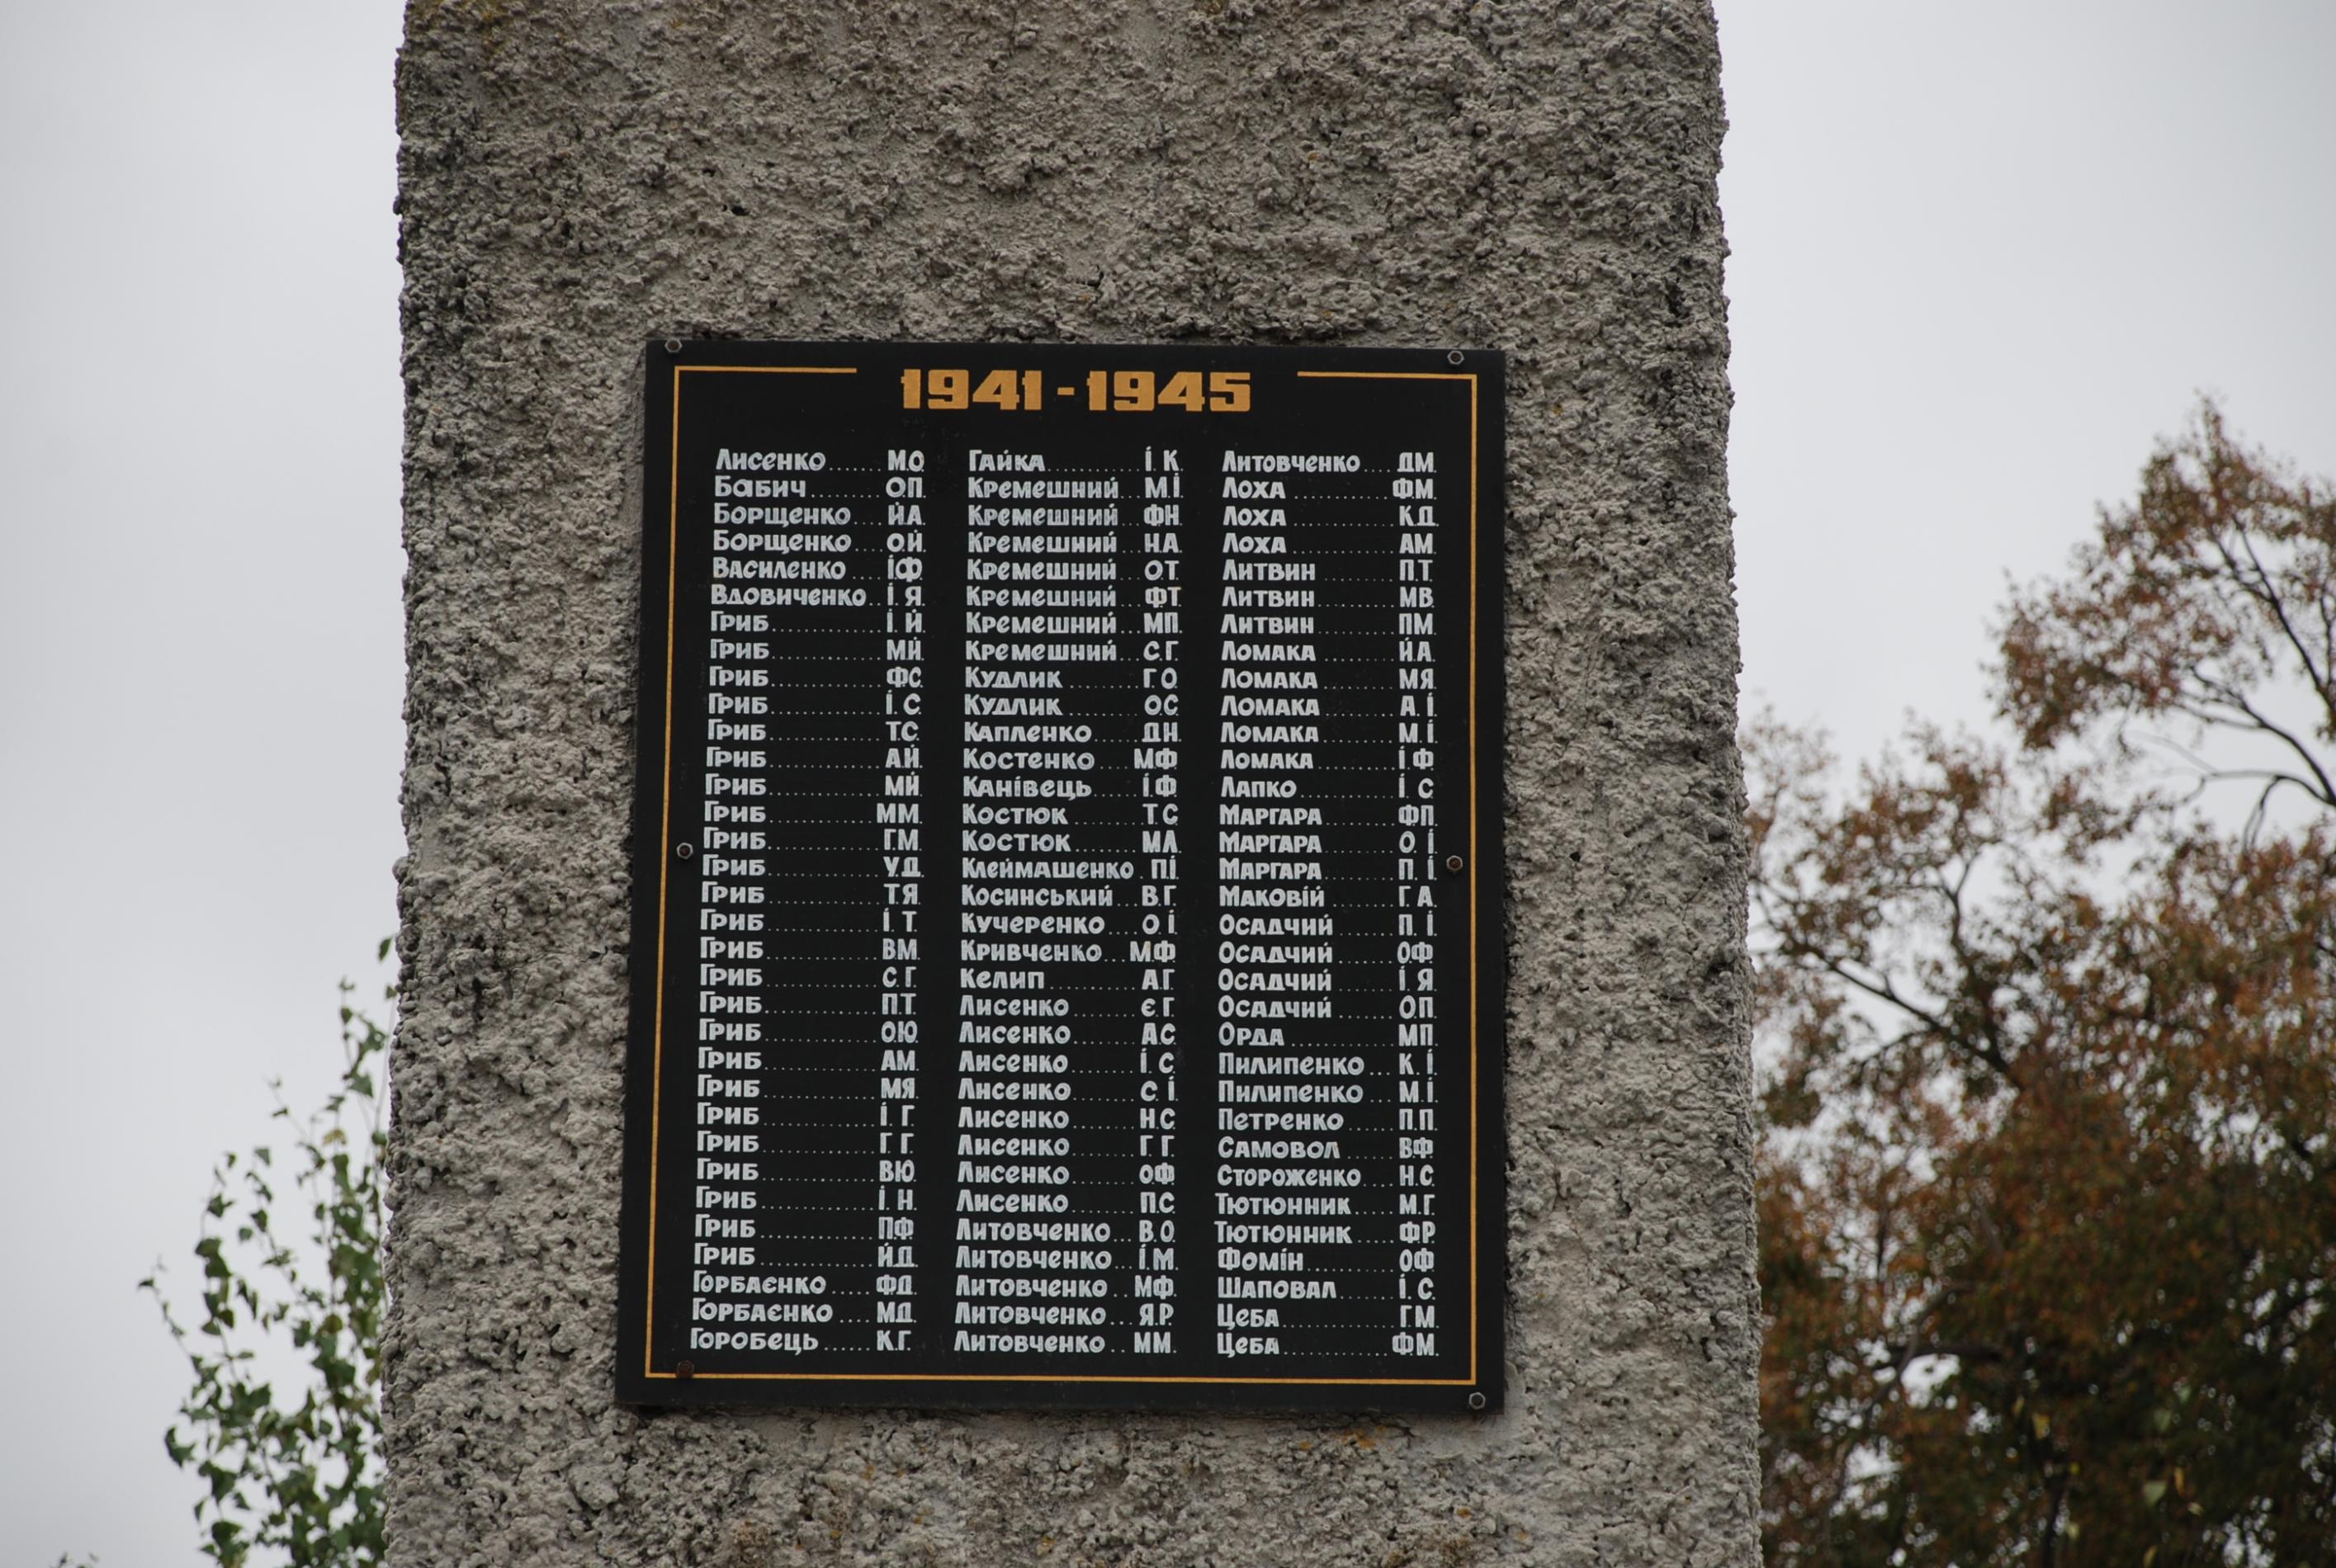 1941-1945
Лисенко...... М.О.
Бабич........ О.П.
Борщенко... Й.А.
Борщенко... О.Й.
Василенко.... І.Ф.
Вдовиченко.. І.Я.
Гриб............ І.Й.
Гриб............ М.Й.
Гриб............ Ф.С.
Гриб............ І.С.
Гриб............ Т.С.
Гриб............ А.Й.
Гриб............ М.Й.
Гриб............ М.М.
Гриб............ Г.М.
Гриб............ У.Д.
Гриб............ Т.Я.
Гриб............ І.Т.
Гриб............ В.М.
Гриб............ С.Г.
Гриб............ П.Т.
Гриб............ О.Ю.
Гриб............ А.М.
Гриб............ М.Я.
Гриб............ І.Г.
Гриб............ Г.Г.
Гриб............ В.Ю.
Гриб............ І.Н.
Гриб............ П.Ф.
Гриб............ Й.Д.
Горбаєнко..... Ф.Д.
Горбаєнко.... М.Д.
Горобець...... К.Г.
Гайка.......... І.К.
Кремешний.. М.І.
Кремешний.. Ф.Н.
Кремешний.. Н.А.
Кремешний.. О.Т.
Кремешний.. Ф.Т.
Кремешний.. М.П.
Кремешний.. С.Г.
Кудлик........ Г.О.
Кудлик........ О.С.
Капленко..... Д.Н.
Костенко.... М.Ф.
Канівець..... І.Ф.
Костюк........ Т.С.
Костюк........ М.Л.
Клеймашенко. П.І.
Косинський... В.Г.
Кучеренко.... О.І.
Кривченко... М.Ф.
Келип.......... А.Г.
Лисенко....... Є.Г.
Лисенко....... А.С.
Лисенко....... І.С.
Лисенко....... С.І.
Лисенко....... Н.С.
Лисенко....... Г.Г.
Лисенко....... О.Ф.
Лисенко....... П.С.
Литовченко.. В.О.
Литовченко... І.М.
Литовченко.. М.Ф.
Литовченко... Я.Р.
Литовченко.. М.М.
Литовченко.... Д.М.
Лоха.......... Ф.М.
Лоха.......... К.Д.
Лоха.......... А.М.
Литвин........ П.Т.
Литвин........ М.В.
Литвин........ П.М.
Ломака........ Й.А.
Ломака........ М.Я.
Ломака........ А.І.
Ломака........ М.І.
Ломака........ І.Ф.
Лапко.......... І.С.
Маргара....... Ф.П.
Маргара....... О.І.
Маргара....... П.І.
Маковій....... Г.А.
Осадчий...... П.І.
Осадчий...... О.Ф.
Осадчий...... І.Я.
Осадчий...... О.П.
Орда........... М.П.
Пилипенко... К.І.
Пилипенко... М.І.
Петренко..... П.П.
Самовол...... В.Ф.
Стороженко... Н.С.
Тютюнник.... М.Г.
Тютюнник.... Ф.Р.
Фомін......... О.Ф.
Шаповал...... І.С.
Цеба........... Г.М.
Цеба........... Ф.М.